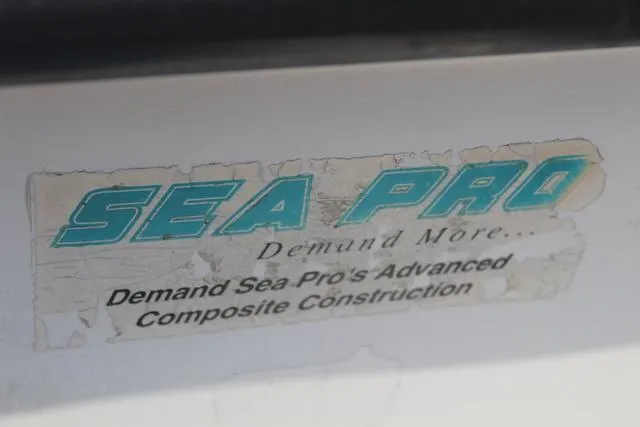 SEA PRO
Demand More...
Demand Sea Pro's Advanced
Composite Construction